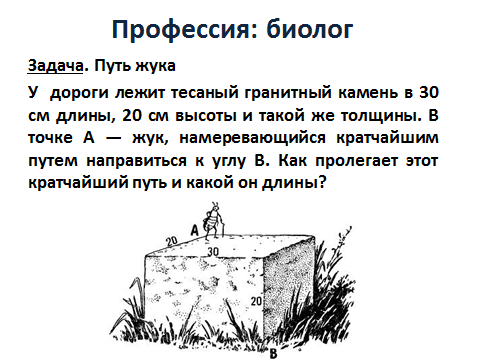 Профессия: биолог
Задача. Путь жука
У дороги лежит тесаный гранитный камень в 30
см длины, 20 см высоты и такой же толщины. В
точке А — жук, намеревающийся кратчайшим
путем направиться к углу В. Как пролегает этот
кратчайший путь и какой он длины?
A
20
30
20
B